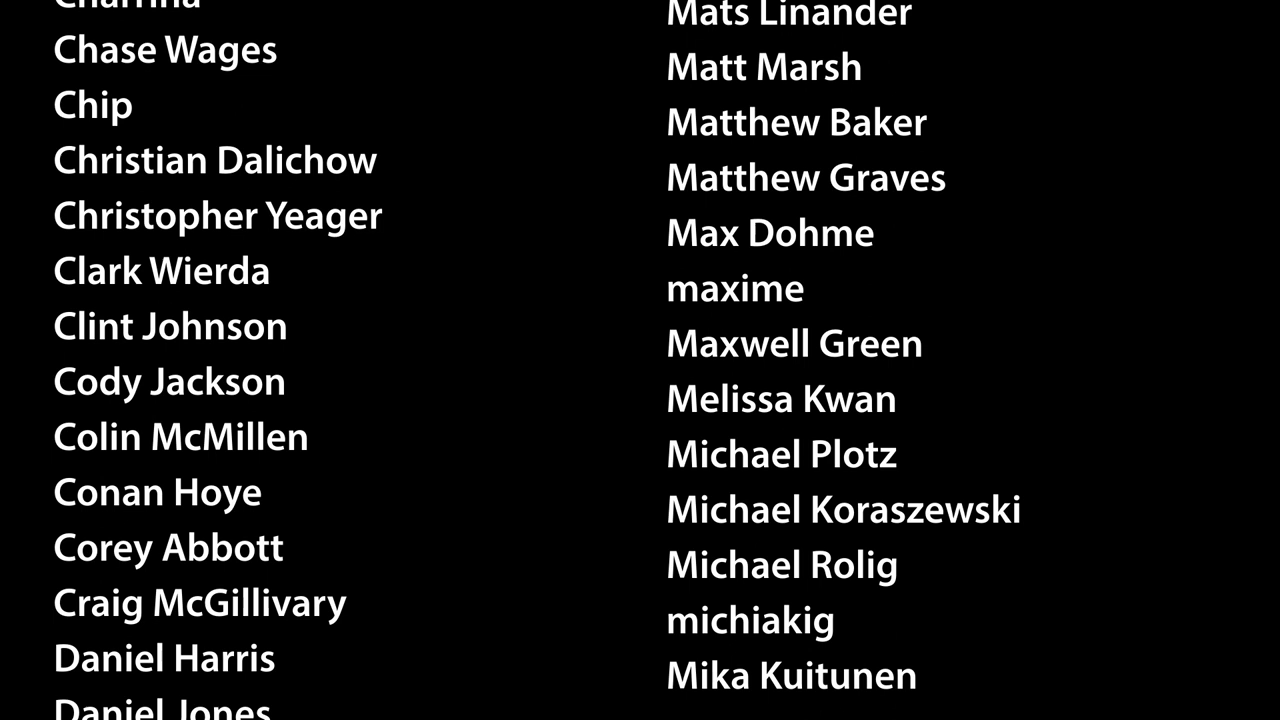 Chase Wages
Chip
Christian Dalichow
Christopher Yeager
Clark Wierda
Clint Johnson
Cody Jackson
Colin McMillen
Conan Hoye
Corey Abbott
Craig McGillivary
Daniel Harris
Daniel Jones
Mats Linander
Matt Marsh
Matthew Baker
Matthew Graves
Max Dohme
maxime
Maxwell Green
Melissa Kwan
Michael Plotz
Michael Koraszewski
Michael Rolig
michiakig
Mika Kuitunen